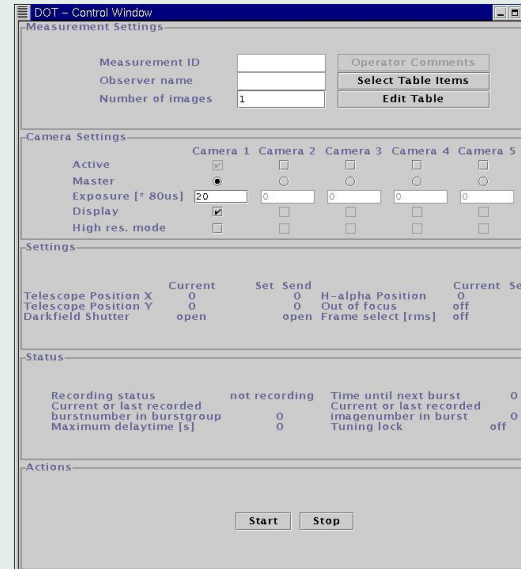 DOT – Control Window
Measurement Settings
Measurement ID
Operator Comments
Observer name
Select Table Items
Number of images 1
Edit Table
Camera Settings
Camera 1 Camera 2 Camera 3 Camera 4 Camera 5
Active
Master
Exposure [* 80us] 20 0 0 0 0
Display
High res. mode
Settings
Current Set Send Current Se
Telescope Position X 0 0 H-alpha Position 0
Telescope Position Y 0 0 Out of focus off
Darkfield Shutter open open Frame select [rms] off
Status
Recording status not recording Time until next burst 0
Current or last recorded Current or last recorded
burstnumber in burstgroup 0 imagenumber in burst 0
Maximum delaytime [s] 0 Tuning lock off
Actions
Start Stop